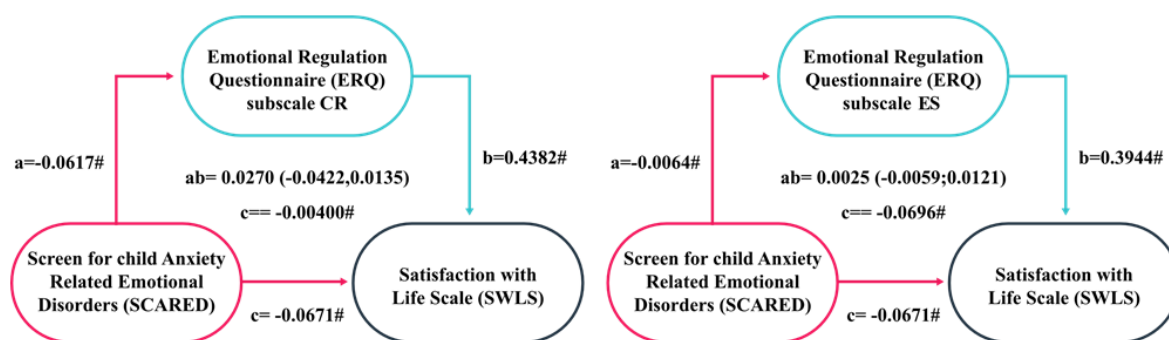 Emotional Regulation
Questionnaire (ERQ)
subscale CR
a=-0.0617#
b=0.4382#
ab= 0.0270 (-0.0422,0.0135)
c== -0.00400#
Screen for child Anxiety
Related Emotional
Disorders (SCARED)
Satisfaction with
Life Scale (SWLS)
c= -0.0671#
Emotional Regulation
Questionnaire (ERQ)
subscale ES
a=-0.0064#
b=0.3944#
ab= 0.0025 (-0.0059;0.0121)
c== -0.0696#
Screen for child Anxiety
Related Emotional
Disorders (SCARED)
Satisfaction with
Life Scale (SWLS)
c= -0.0671#